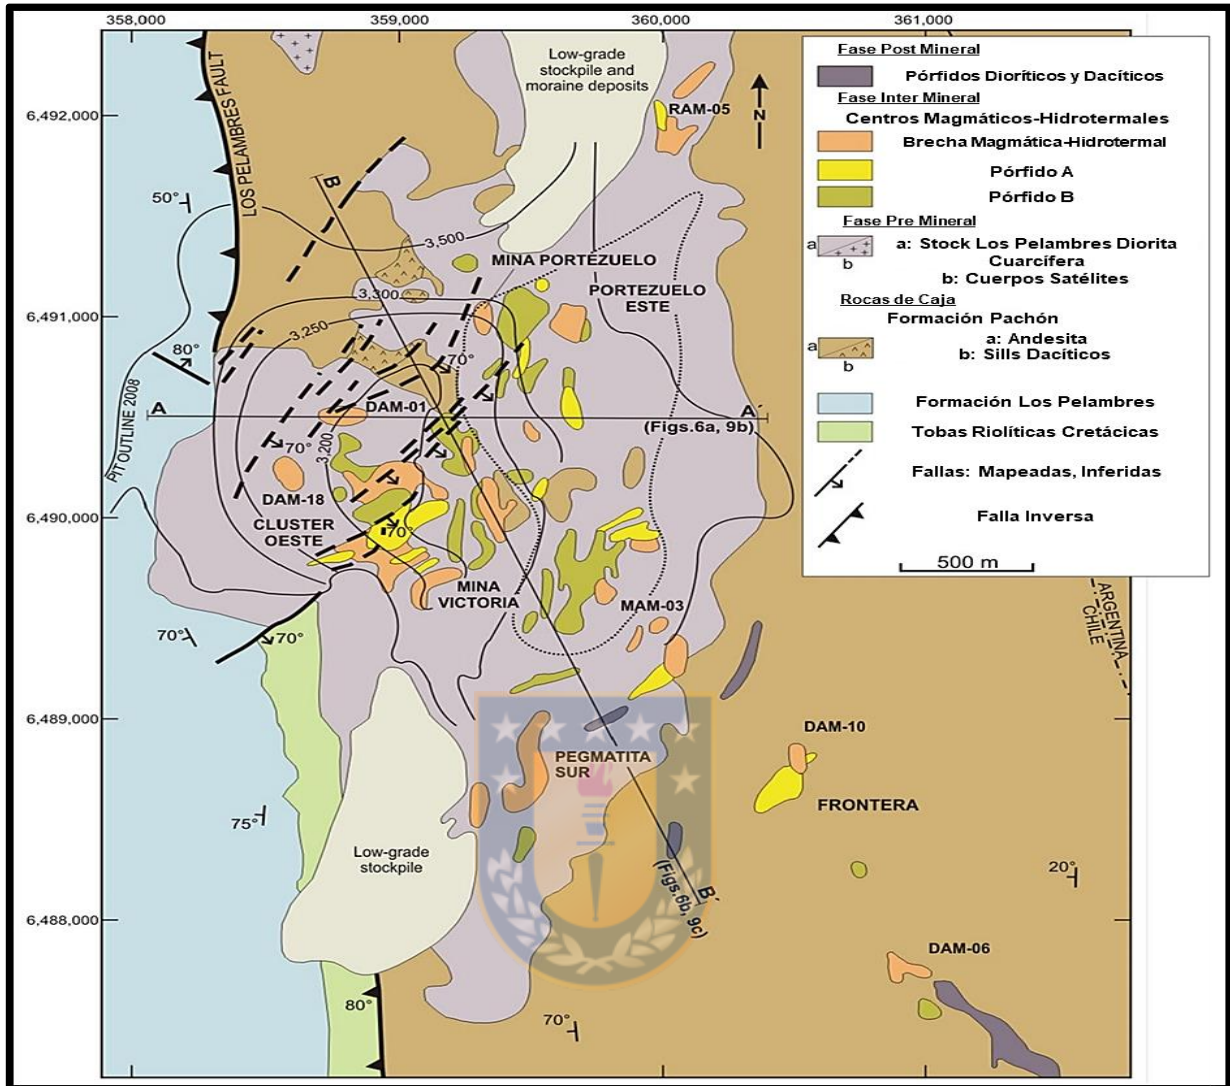 358,000
359,000
360,000
361,000
6,492,000
6,491,000
6,490,000
6,489,000
6,488,000
LOS PELAMBRES FAULT
Low-grade
stockpile and
moraine deposits
RAM-05
N
B
50°
3,500
MINA PORTEZUELO
PORTEZUELO
ESTE
3,300
3,250
80°
70°
PIT OUTLINE 2008
A
DAM-01
A´
(Figs.6a, 9b)
70°
3,200
DAM-18
CLUSTER
OESTE
70°
MINA
VICTORIA
MAM-03
70°
70°
PEGMATITA
SUR
DAM-10
FRONTERA
75°
Low-grade
stockpile
20°
B´
(Figs.6b, 9c)
DAM-06
80°
70°
ARGENTINA
CHILE
Fase Post Mineral
Pórfidos Dioríticos y Dacíticos
Fase Inter Mineral
Centros Magmáticos-Hidrotermales
Brecha Magmática-Hidrotermal
Pórfido A
Pórfido B
Fase Pre Mineral
a
b
a: Stock Los Pelambres Diorita
Cuarcífera
b: Cuerpos Satélites
Rocas de Caja
Formación Pachón
a
b
a: Andesita
b: Sills Dacíticos
Formación Los Pelambres
Tobas Riolíticas Cretácicas
Fallas: Mapeadas, Inferidas
Falla Inversa
500 m